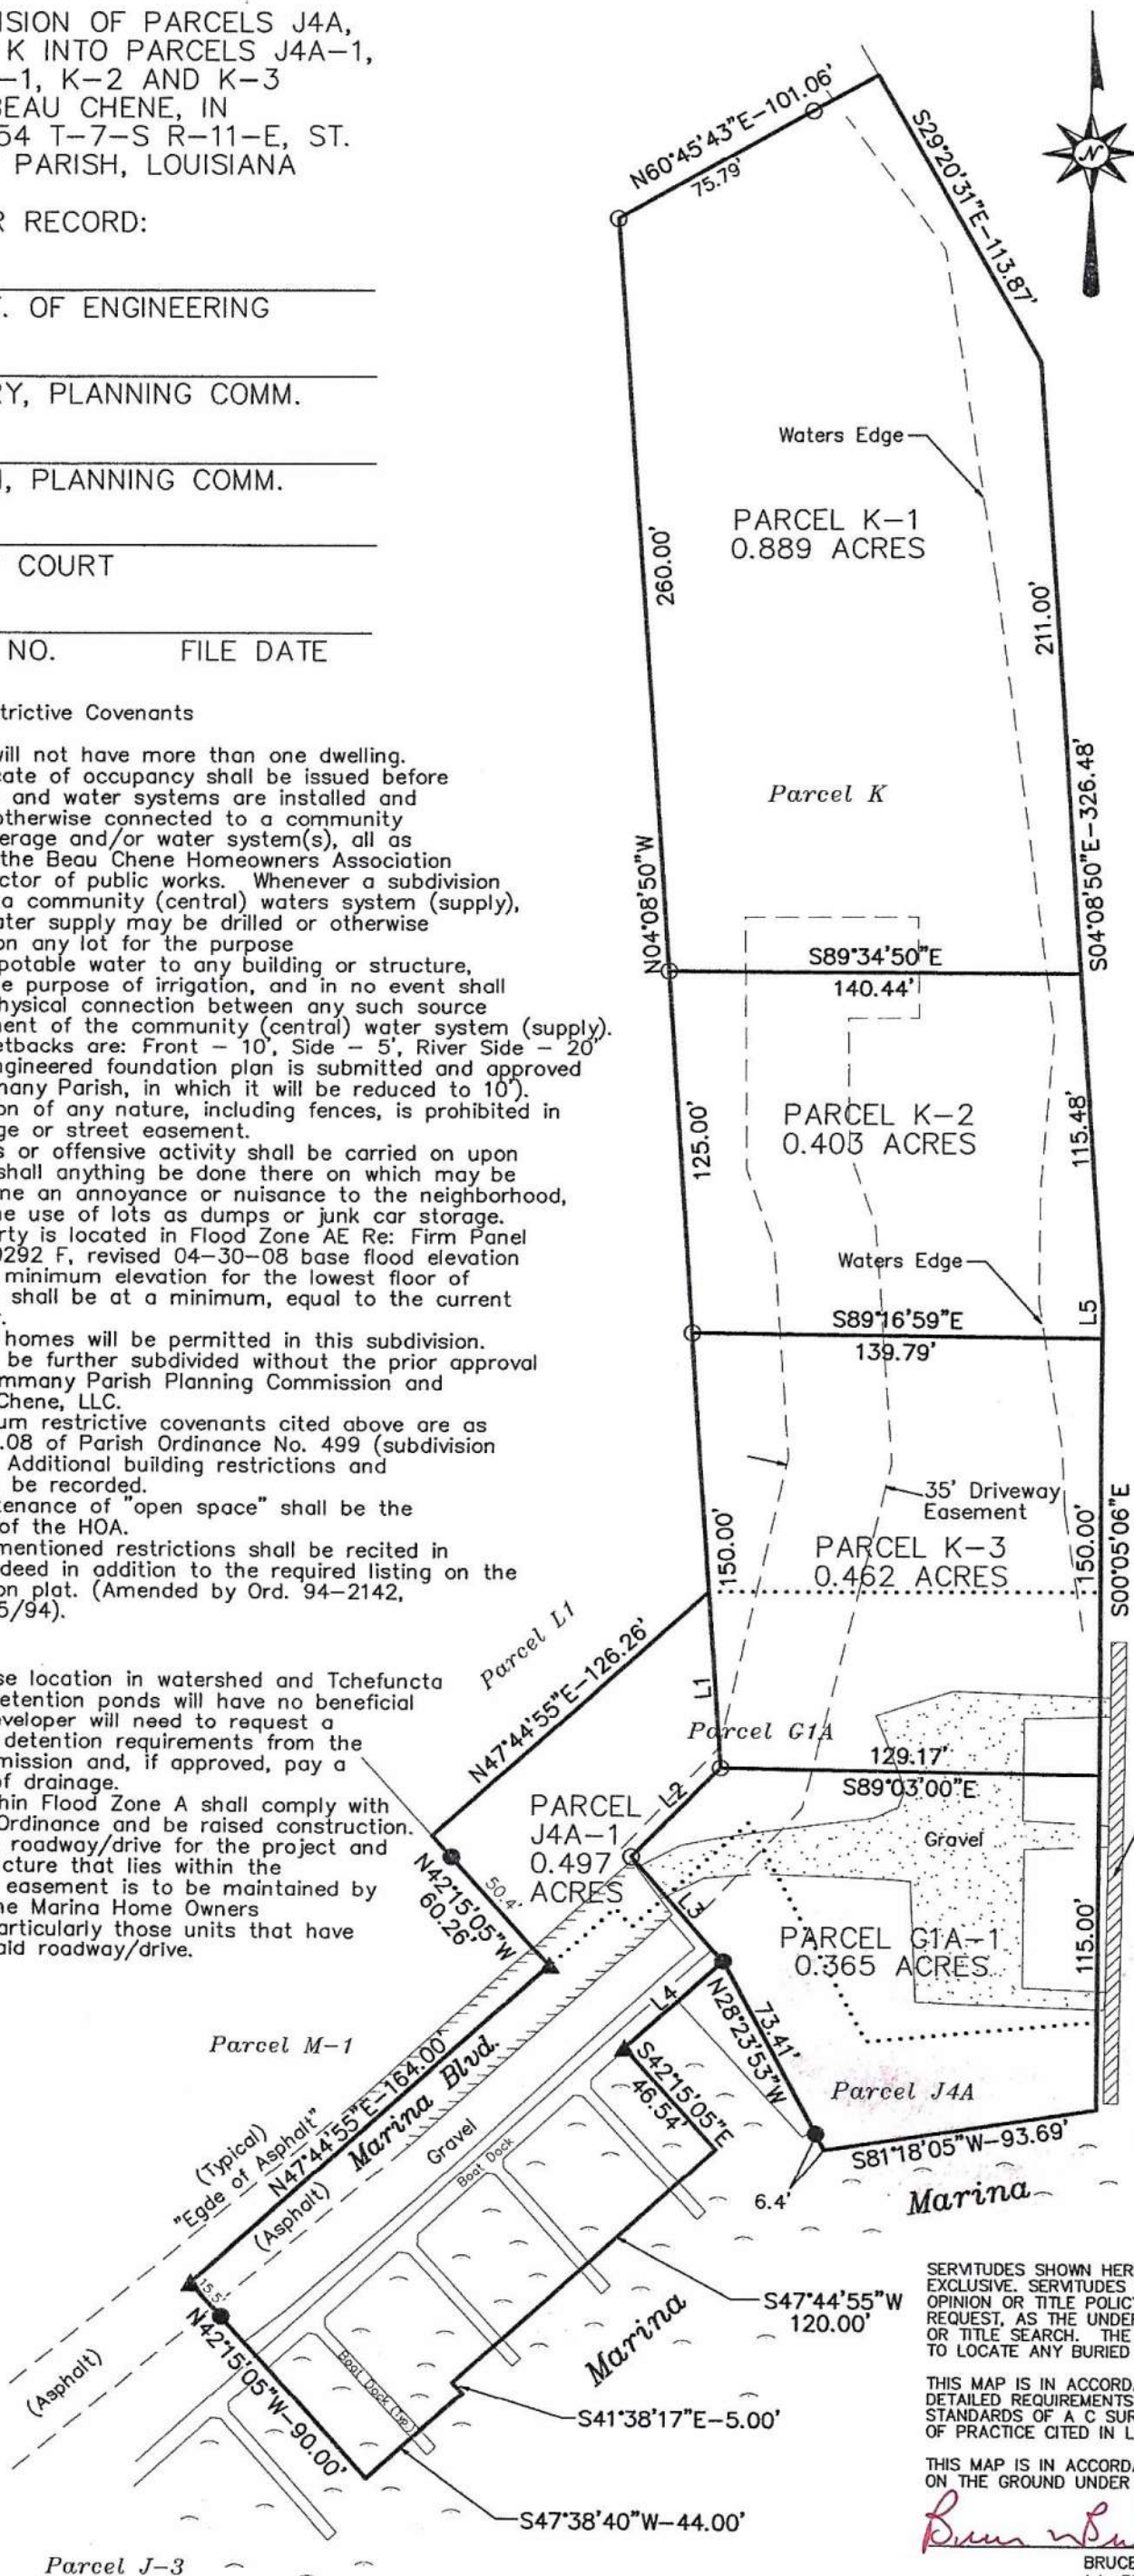 ISION OF PARCELS J4A,
K INTO PARCELS J4A-1,
-1, K-2 AND K-3
BEAU CHENE, IN
54 T-7-S R-11-E, ST.
PARISH, LOUISIANA
R RECORD:
. OF ENGINEERING
RY, PLANNING COMM.
, PLANNING COMM.
COURT
NO. FILE DATE
trictive Covenants
will not have more than one dwelling.
cate of occupancy shall be issued before
and water systems are installed and
otherwise connected to a community
erage and/or water system(s), all as
the Beau Chene Homeowners Association
ctor of public works. Whenever a subdivision
a community (central) waters system (supply),
ater supply may be drilled or otherwise
on any lot for the purpose
potable water to any building or structure,
e purpose of irrigation, and in no event shall
hysical connection between any such source
nent of the community (central) water system (supply).
etbacks are: Front - 10', Side - 5', River Side - 20'
ngineered foundation plan is submitted and approved
many Parish, in which it will be reduced to 10').
on of any nature, including fences, is prohibited in
ge or street easement.
s or offensive activity shall be carried on upon
shall anything be done there on which may be
me an annoyance or nuisance to the neighborhood,
he use of lots as dumps or junk car storage.
erty is located in Flood Zone AE Re: Firm Panel
0292 F, revised 04-30-08 base flood elevation
minimum elevation for the lowest floor of
shall be at a minimum, equal to the current
homes will be permitted in this subdivision.
be further subdivided without the prior approval
mmany Parish Planning Commission and
Chene, LLC.
um restrictive covenants cited above are as
.08 of Parish Ordinance No. 499 (subdivision
Additional building restrictions and
be recorded.
tenance of "open space" shall be the
of the HOA.
mentioned restrictions shall be recited in
deed in addition to the required listing on the
on plat. (Amended by Ord. 94-2142,
5/94).
se location in watershed and Tchefuncta
etention ponds will have no beneficial
eveloper will need to request a
detention requirements from the
mission and, if approved, pay a
of drainage.
hin Flood Zone A shall comply with
Ordinance and be raised construction.
roadway/drive for the project and
cture that lies within the
easement is to be maintained by
he Marina Home Owners
articularly those units that have
aid roadway/drive.
N60°45'43"E-101.06'
75.79'
S29°20'31"E-113.87'
N
Waters Edge
PARCEL K-1
0.889 ACRES
260.00'
211.00'
Parcel K
N04°08'50"W
S04°08'50"E-326.48'
S89°34'50"E
140.44'
PARCEL K-2
0.403 ACRES
125.00'
115.48'
Waters Edge
L5
S89°16'59"E
139.79'
35' Driveway
Easement
PARCEL K-3
0.462 ACRES
150.00'
150.00'
S00°05'06"E
Parcel L1
N47°44'55"E-126.26'
L1
Parcel G1A
129.17'
S89°03'00"E
L2
PARCEL
J4A-1
0.497
ACRES
Gravel
N42°15'05"W
60.26'
50.4'
L3
PARCEL G1A-1
0.365 ACRES
115.00'
L4
73.41'
N28°23'53"W
S42°15'05"E
46.54'
Parcel M-1
Parcel J4A
S81°18'05"W-93.69'
6.4'
Marina
(Typical)
"Egde of Asphalt"
N47°44'55"E-164.00'
Marina Blvd.
(Asphalt)
Gravel
Boat Dock
15.5'
N42°15'05"W-90.00'
(Asphalt)
Boat Dock (typ)
Marina
S47°44'55"W
120.00'
S41°38'17"E-5.00'
S47°38'40"W-44.00'
Parcel J-3
SERVITUDES SHOWN HER
EXCLUSIVE. SERVITUDES
OPINION OR TITLE POLIC
REQUEST, AS THE UNDER
OR TITLE SEARCH. THE
TO LOCATE ANY BURIED
THIS MAP IS IN ACCORD
DETAILED REQUIREMENTS
STANDARDS OF A C SUR
OF PRACTICE CITED IN L
THIS MAP IS IN ACCORD
ON THE GROUND UNDER
BRUCE